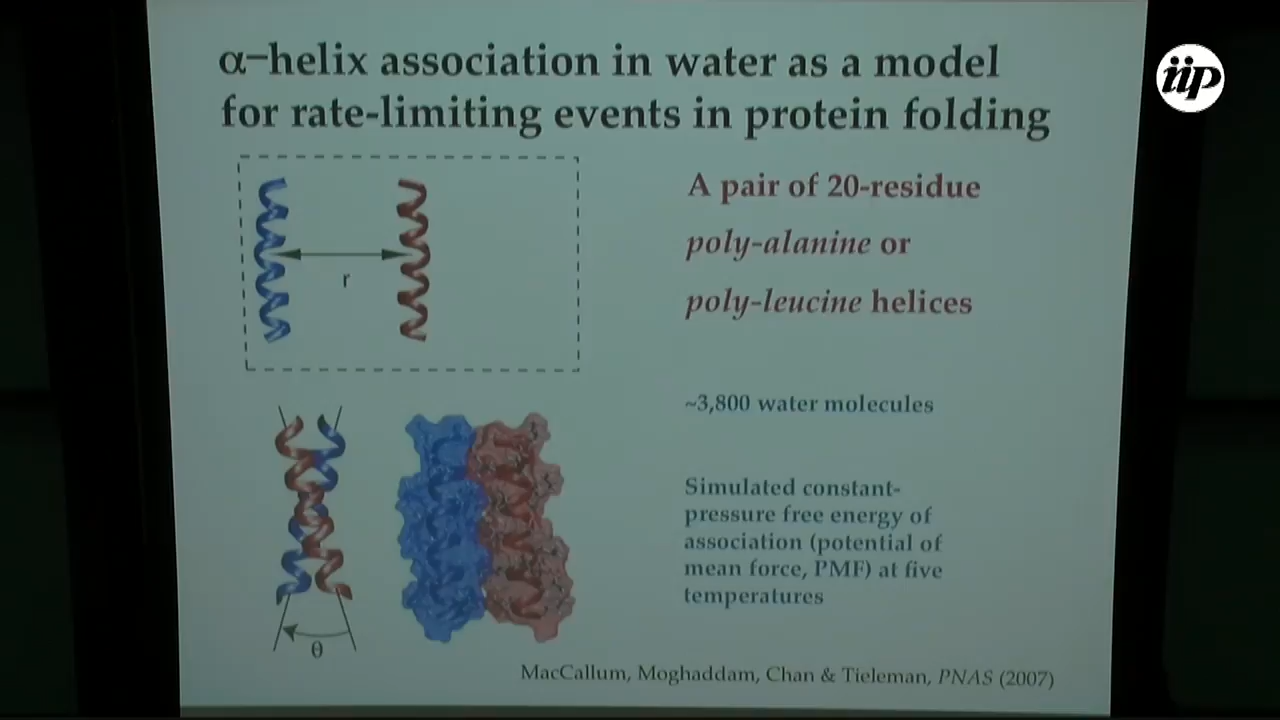 α–helix association in water as a model
for rate-limiting events in protein folding
iip
r
A pair of 20-residue
poly-alanine or
poly-leucine helices
~3,800 water molecules
Simulated constant-
pressure free energy of
association (potential of
mean force, PMF) at five
temperatures
θ
MacCallum, Moghaddam, Chan & Tieleman, PNAS (2007)